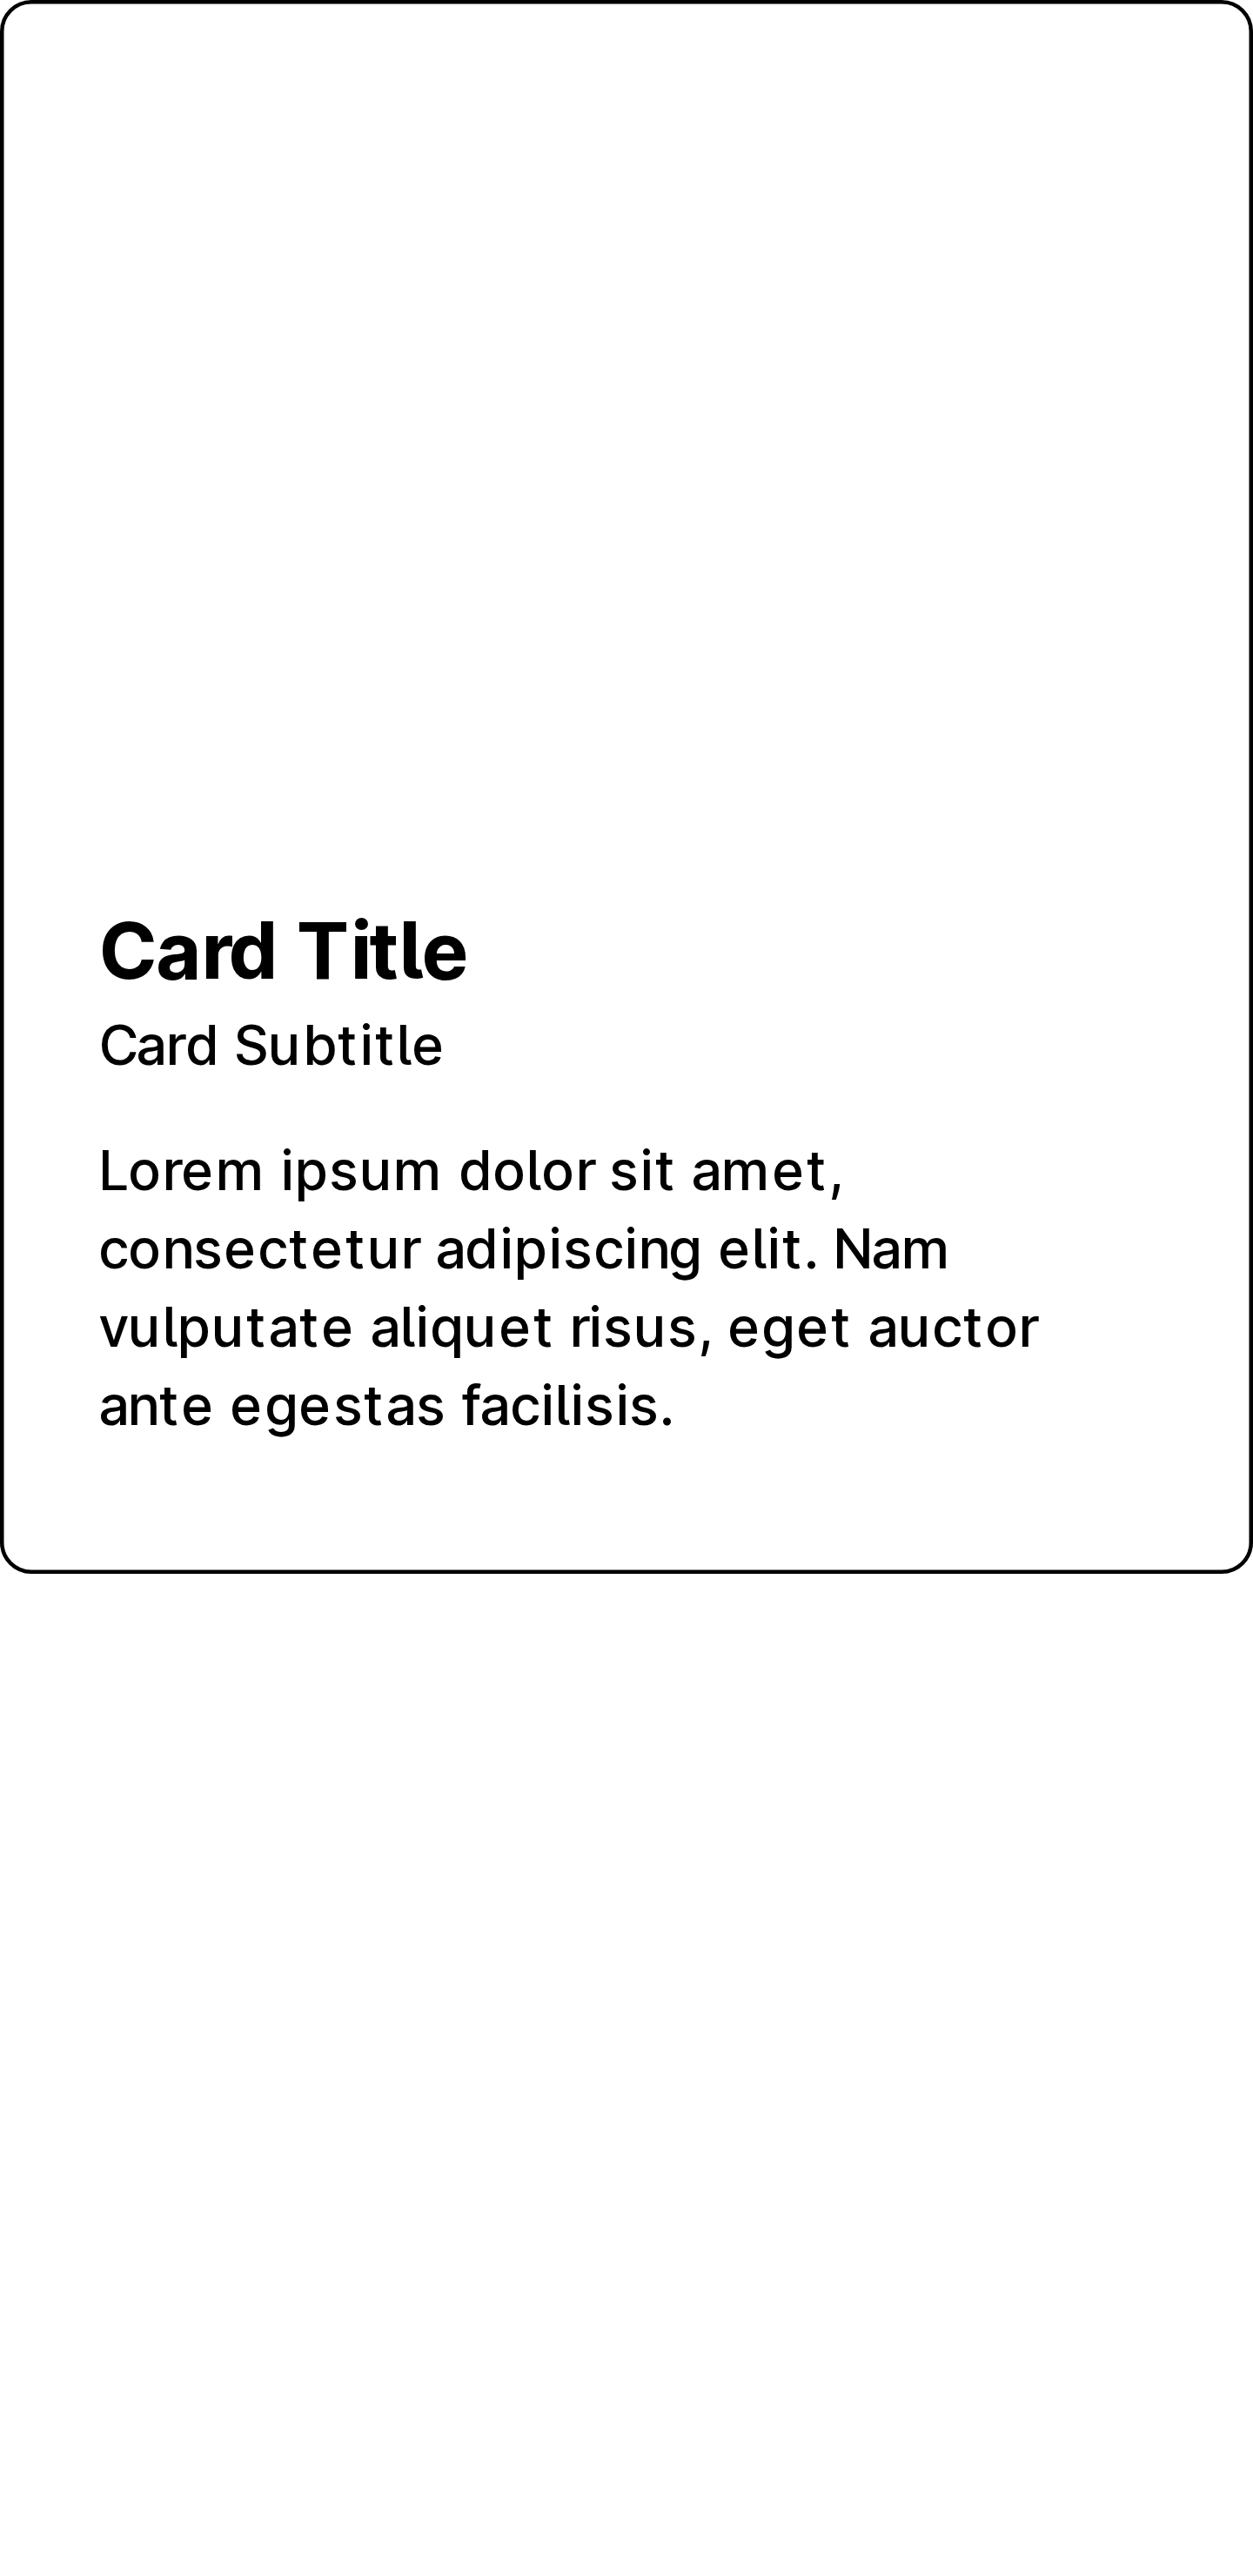 Card Title
Card Subtitle
Lorem ipsum dolor sit amet,
consectetur adipiscing elit. Nam
vulputate aliquet risus, eget auctor
ante egestas facilisis.